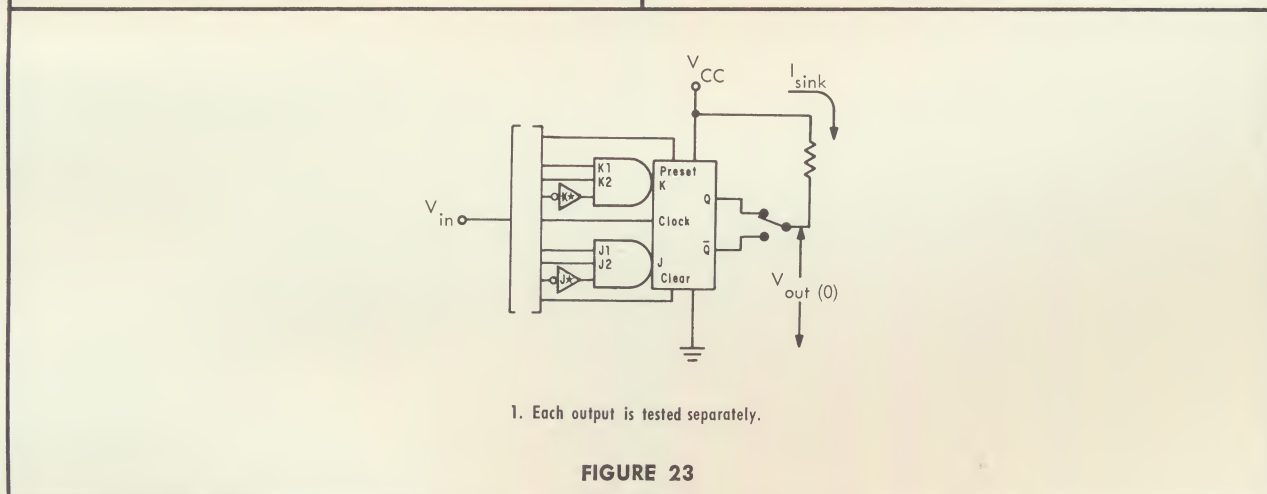 V CC
I sink
K1
K2
K★
Preset
K
Q
V in
Clock
J1
J2
J★
J
Clear
Q̅
V out (0)
1. Each output is tested separately.
FIGURE 23